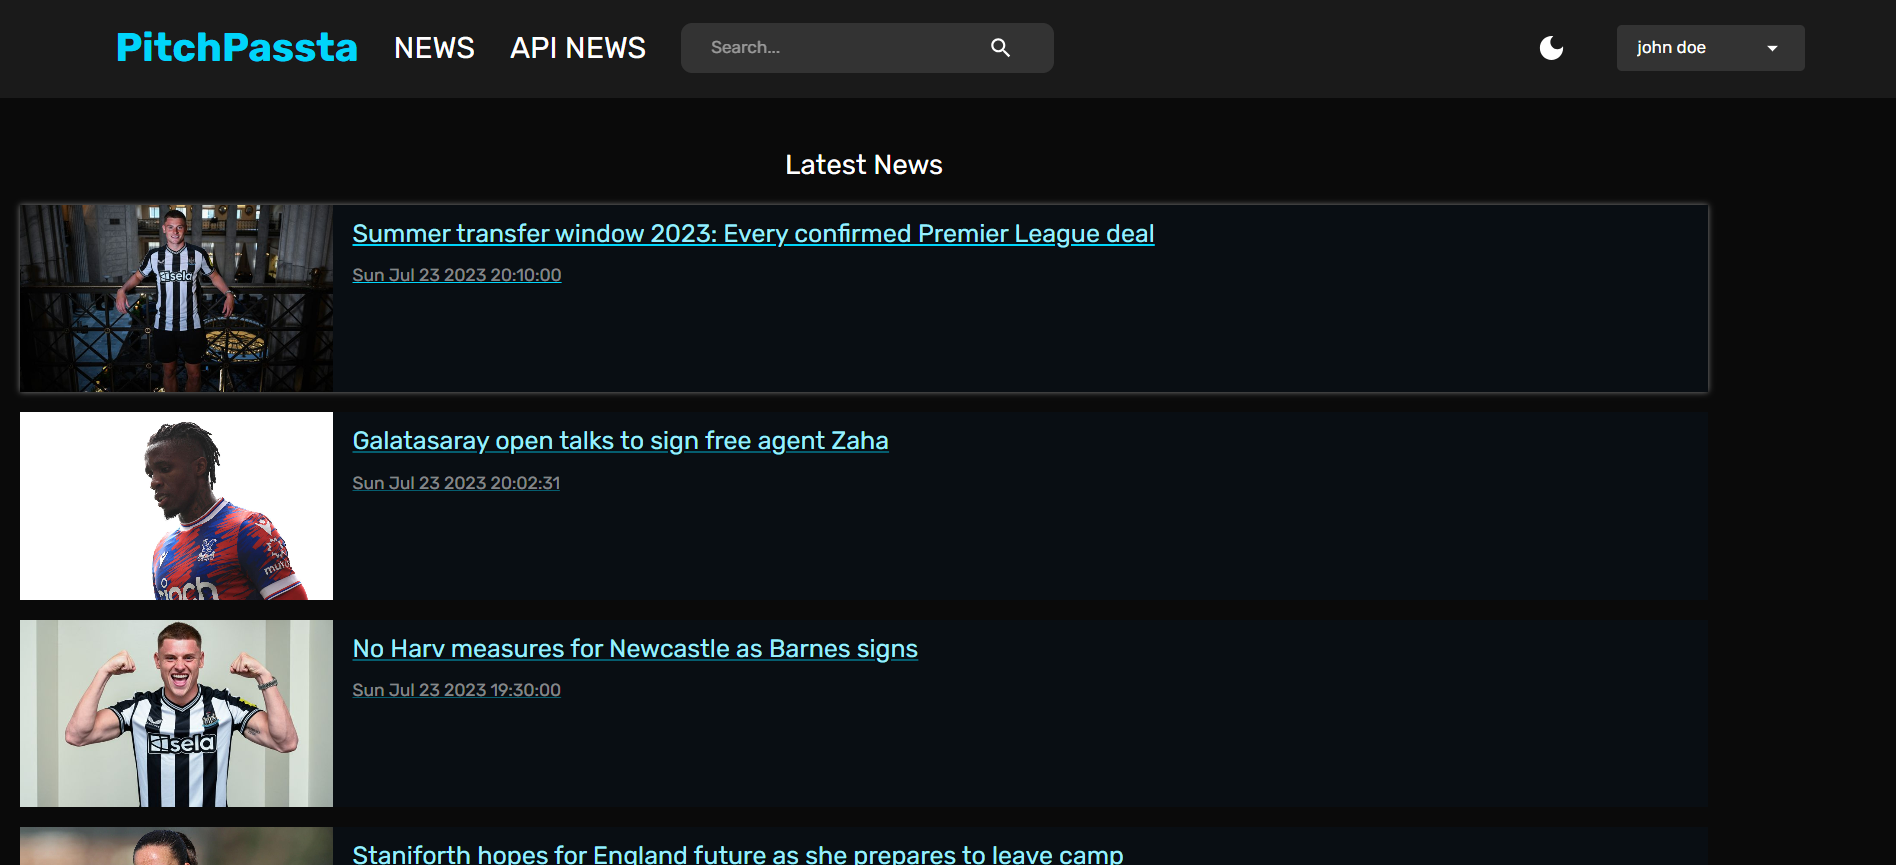 PitchPassta NEWS API NEWS Search... john doe
Latest News
Summer transfer window 2023: Every confirmed Premier League deal
Sun Jul 23 2023 20:10:00
sela
Galatasaray open talks to sign free agent Zaha
Sun Jul 23 2023 20:02:31
cinch
No Harv measures for Newcastle as Barnes signs
Sun Jul 23 2023 19:30:00
sela
Staniforth hopes for England future as she prepares to leave camp